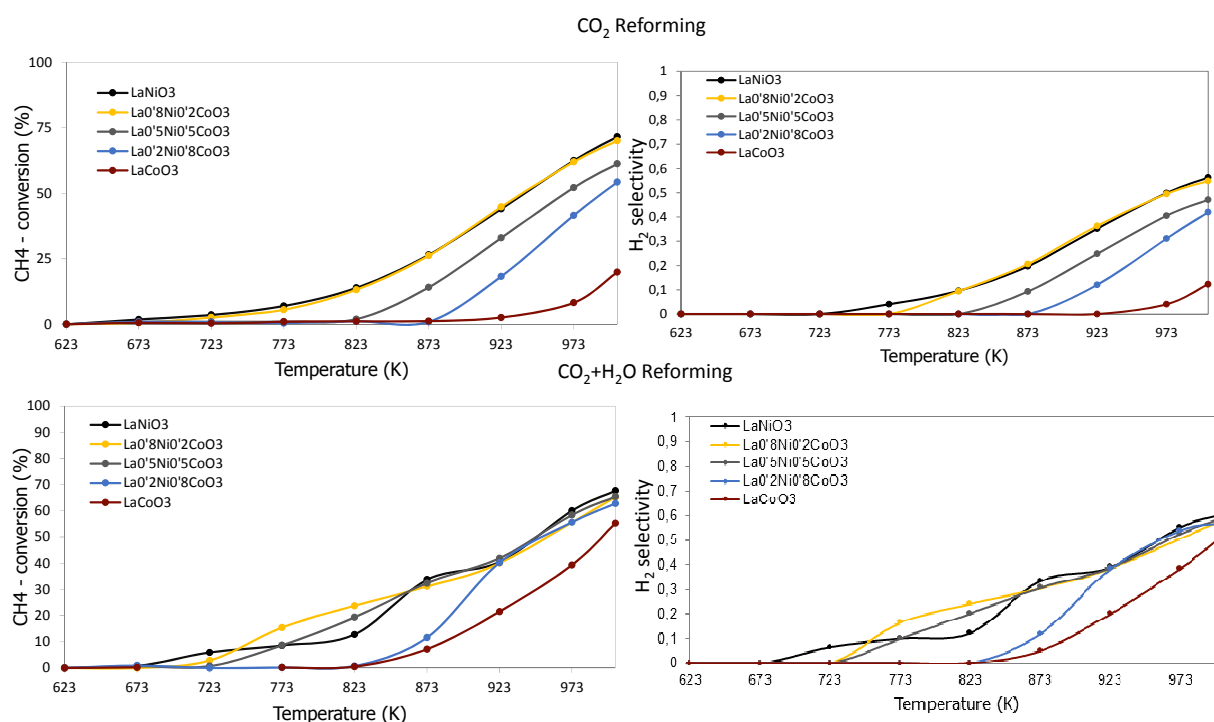 CO2 Reforming
CH4 - conversion (%)
100
75
50
25
0
LaNiO3
La0'8Ni0'2CoO3
La0'5Ni0'5CoO3
La0'2Ni0'8CoO3
LaCoO3
623 673 723 773 823 873 923 973
Temperature (K)
H2 selectivity
1
0,9
0,8
0,7
0,6
0,5
0,4
0,3
0,2
0,1
0
LaNiO3
La0'8Ni0'2CoO3
La0'5Ni0'5CoO3
La0'2Ni0'8CoO3
LaCoO3
623 673 723 773 823 873 923 973
Temperature (K)
CO2+H2O Reforming
CH4 - conversion (%)
100
90
80
70
60
50
40
30
20
10
0
LaNiO3
La0'8Ni0'2CoO3
La0'5Ni0'5CoO3
La0'2Ni0'8CoO3
LaCoO3
623 673 723 773 823 873 923 973
Temperature (K)
H2 selectivity
1
0,9
0,8
0,7
0,6
0,5
0,4
0,3
0,2
0,1
0
LaNiO3
La0'8Ni0'2CoO3
La0'5Ni0'5CoO3
La0'2Ni0'8CoO3
LaCoO3
623 673 723 773 823 873 923 973
Temperature (K)